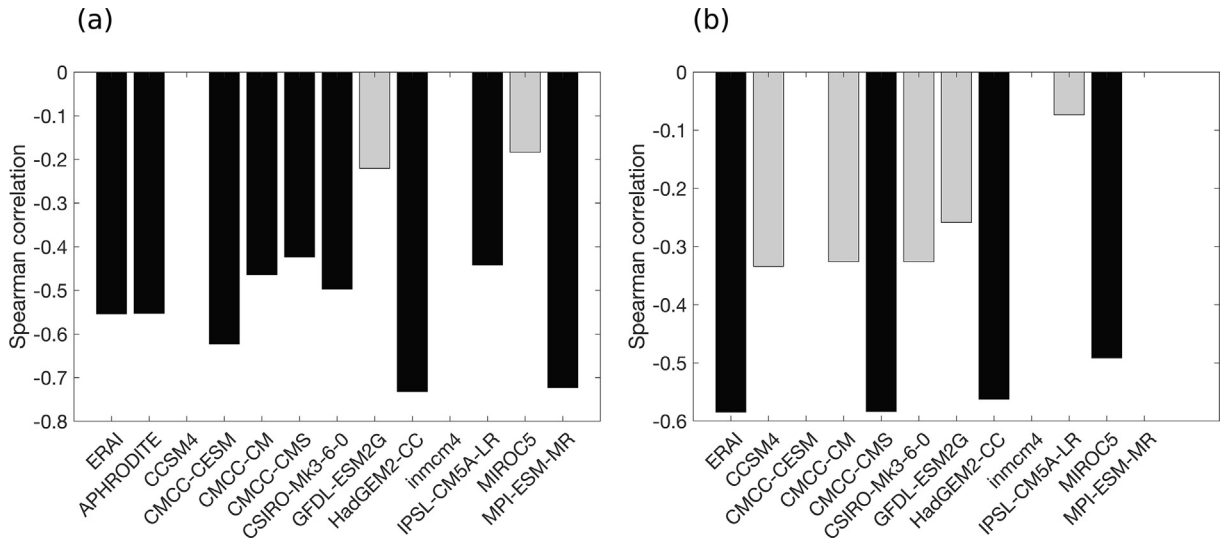 (a)
0
-0.1
-0.2
-0.3
-0.4
-0.5
-0.6
-0.7
-0.8
Spearman correlation
ERAI
APHRODITE
CCSM4
CMCC-CESM
CMCC-CM
CMCC-CMS
CSIRO-Mk3-6-0
GFDL-ESM2G
HadGEM2-CC
inmcm4
IPSL-CM5A-LR
MIROC5
MPI-ESM-MR
(b)
0
-0.1
-0.2
-0.3
-0.4
-0.5
-0.6
Spearman correlation
ERAI
CCSM4
CMCC-CESM
CMCC-CM
CMCC-CMS
CSIRO-Mk3-6-0
GFDL-ESM2G
HadGEM2-CC
inmcm4
IPSL-CM5A-LR
MIROC5
MPI-ESM-MR